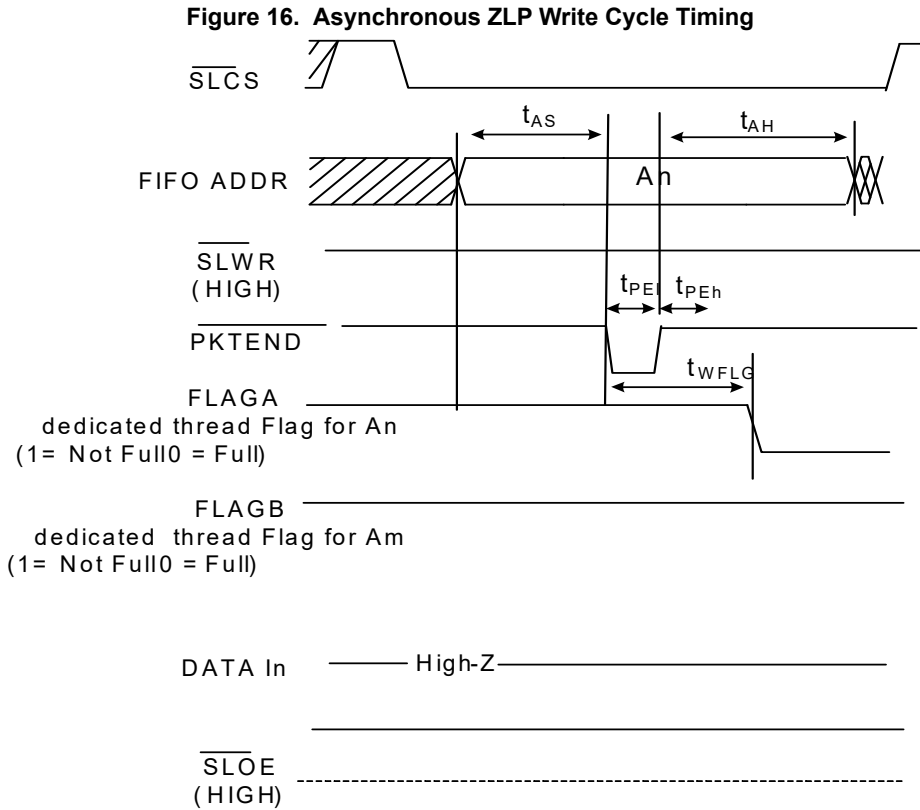 Figure 16. Asynchronous ZLP Write Cycle Timing
SLCS
tAS
tAH
FIFO ADDR
An
SLWR
(HIGH)
tPEl
tPEh
PKTEND
tWFLG
FLAGA
dedicated thread Flag for An
(1= Not Full0 = Full)
FLAGB
dedicated thread Flag for Am
(1= Not Full0 = Full)
DATA In
High-Z
SLOE
(HIGH)